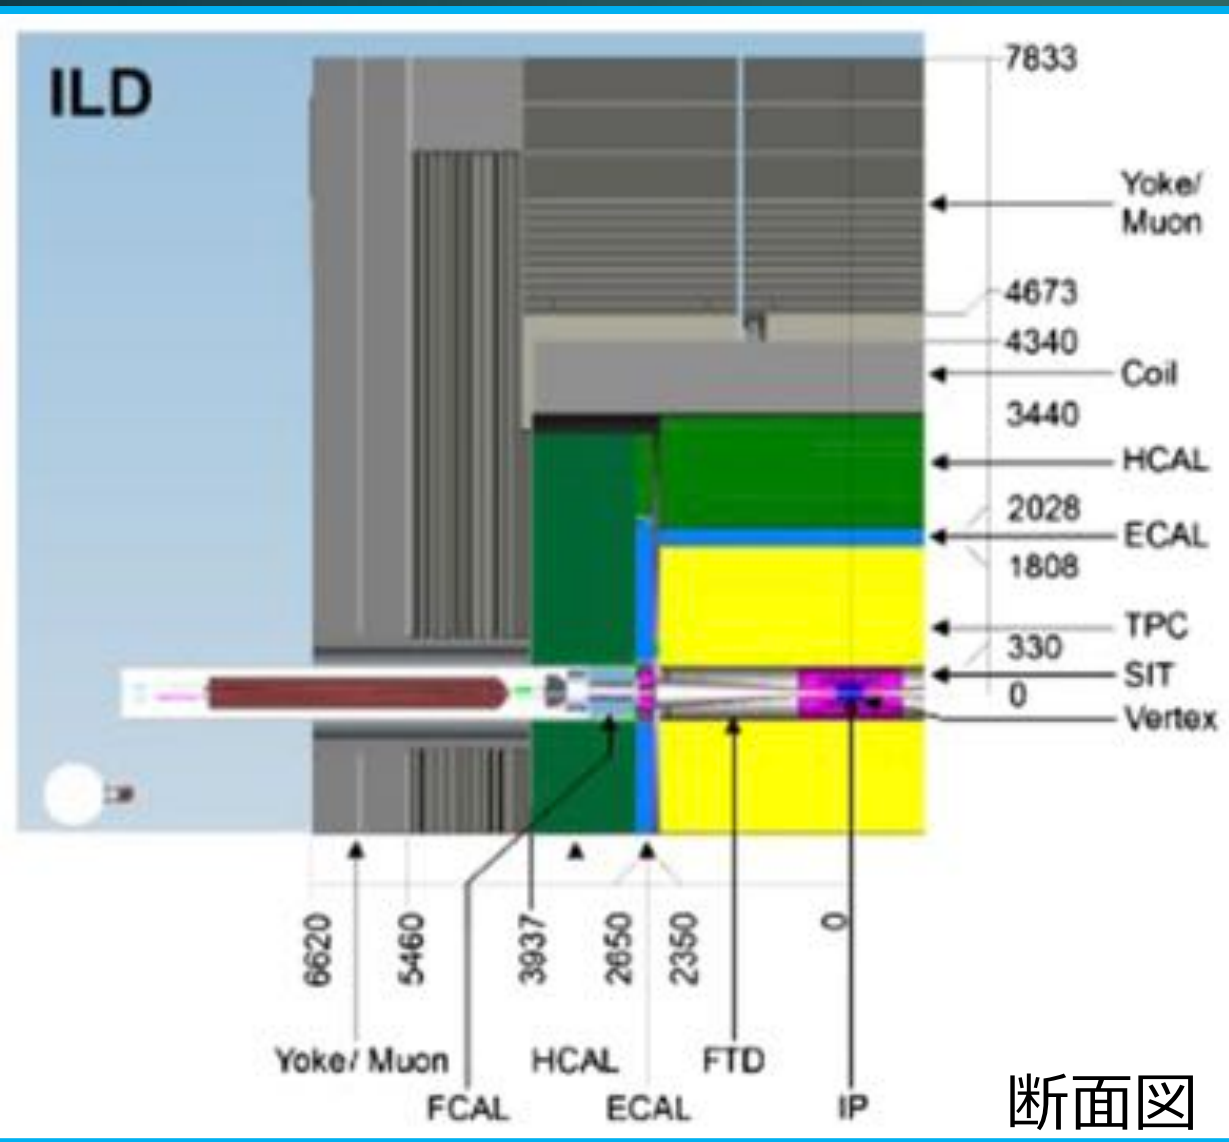 ILD
7833
Yoke/
Muon
4673
4340
Coil
3440
HCAL
2028
ECAL
1808
TPC
330
SIT
0
Vertex
6620
5460
3937
2650
2350
0
Yoke/ Muon
HCAL
FTD
FCAL
ECAL
IP
断面図